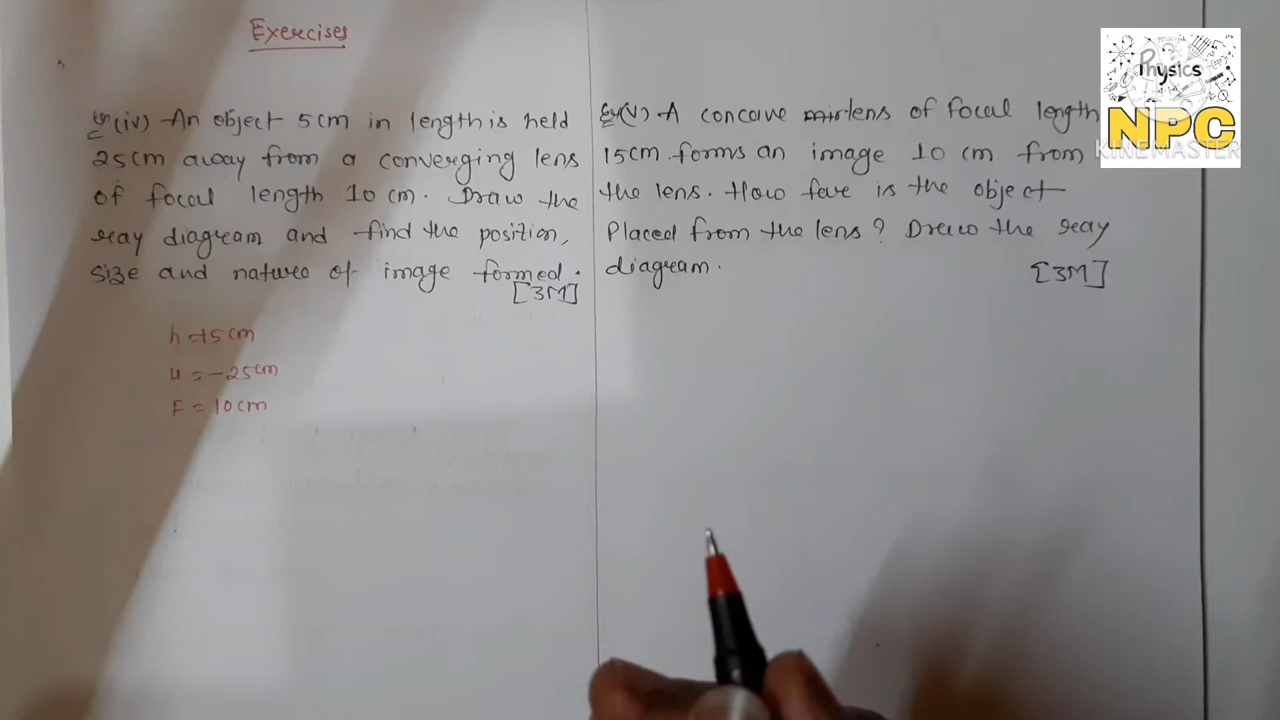 Exercises
Q(iv) An object 5cm in length is held
25cm away from a converging lens
of focal length 10 cm. Draw the
ray diagram and find the position,
size and nature of image formed.
[3M]
h = +5cm
u = -25cm
F = 10cm
Q(v) A concave lens of focal length
15cm forms an image 10 cm from
the lens. How far is the object
Placed from the lens? Draw the ray
diagram. [3M]
Physics
NPC
KINEMASTER